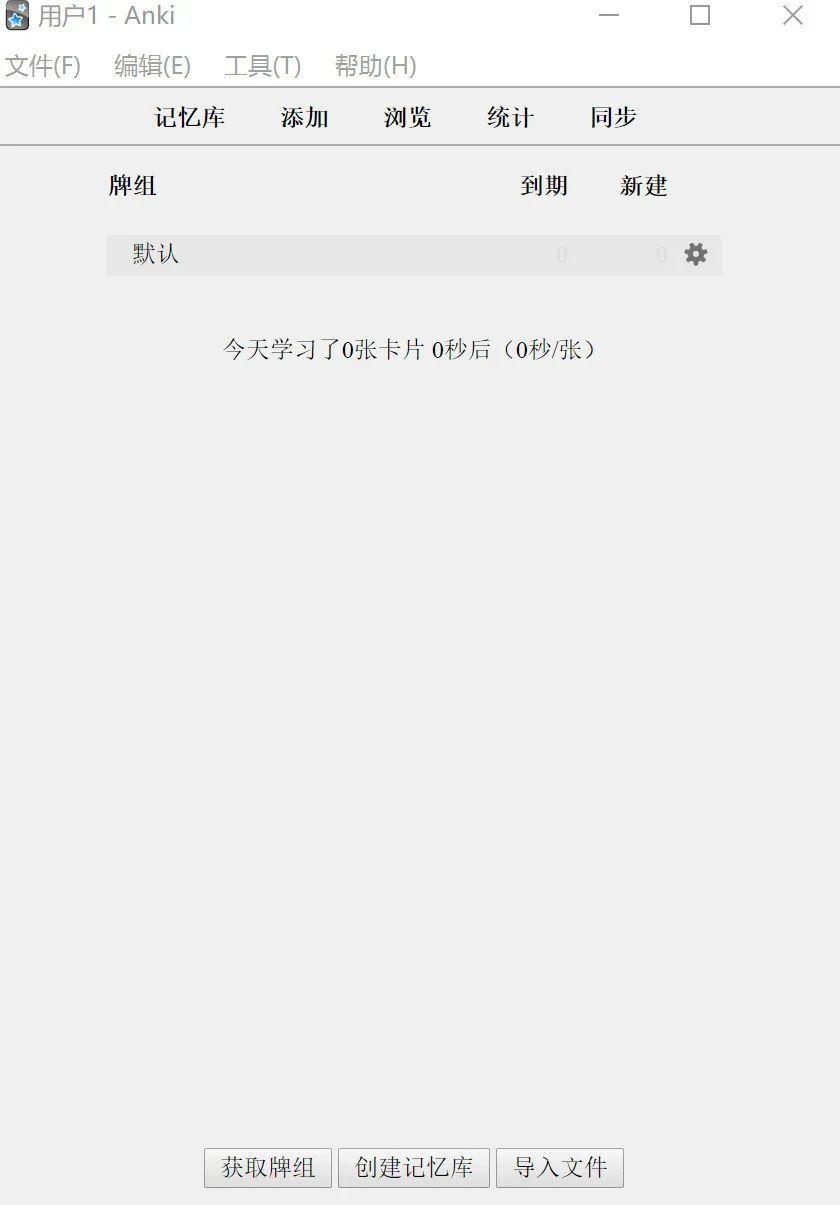 用户1 - Anki
文件(F) 编辑(E) 工具(T) 帮助(H)
记忆库 添加 浏览 统计 同步
牌组 到期 新建
默认 0 0
今天学习了0张卡片 0秒后（0秒/张）
获取牌组 创建记忆库 导入文件